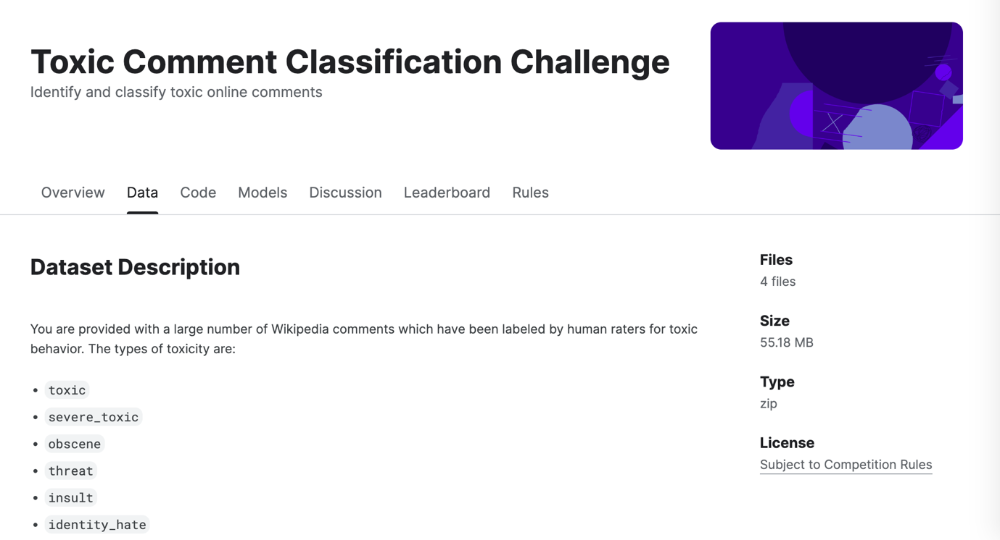 Toxic Comment Classification Challenge
Identify and classify toxic online comments
Overview Data Code Models Discussion Leaderboard Rules
Dataset Description
You are provided with a large number of Wikipedia comments which have been labeled by human raters for toxic
behavior. The types of toxicity are:
• toxic
• severe_toxic
• obscene
• threat
• insult
• identity_hate
Files
4 files
Size
55.18 MB
Type
zip
License
Subject to Competition Rules